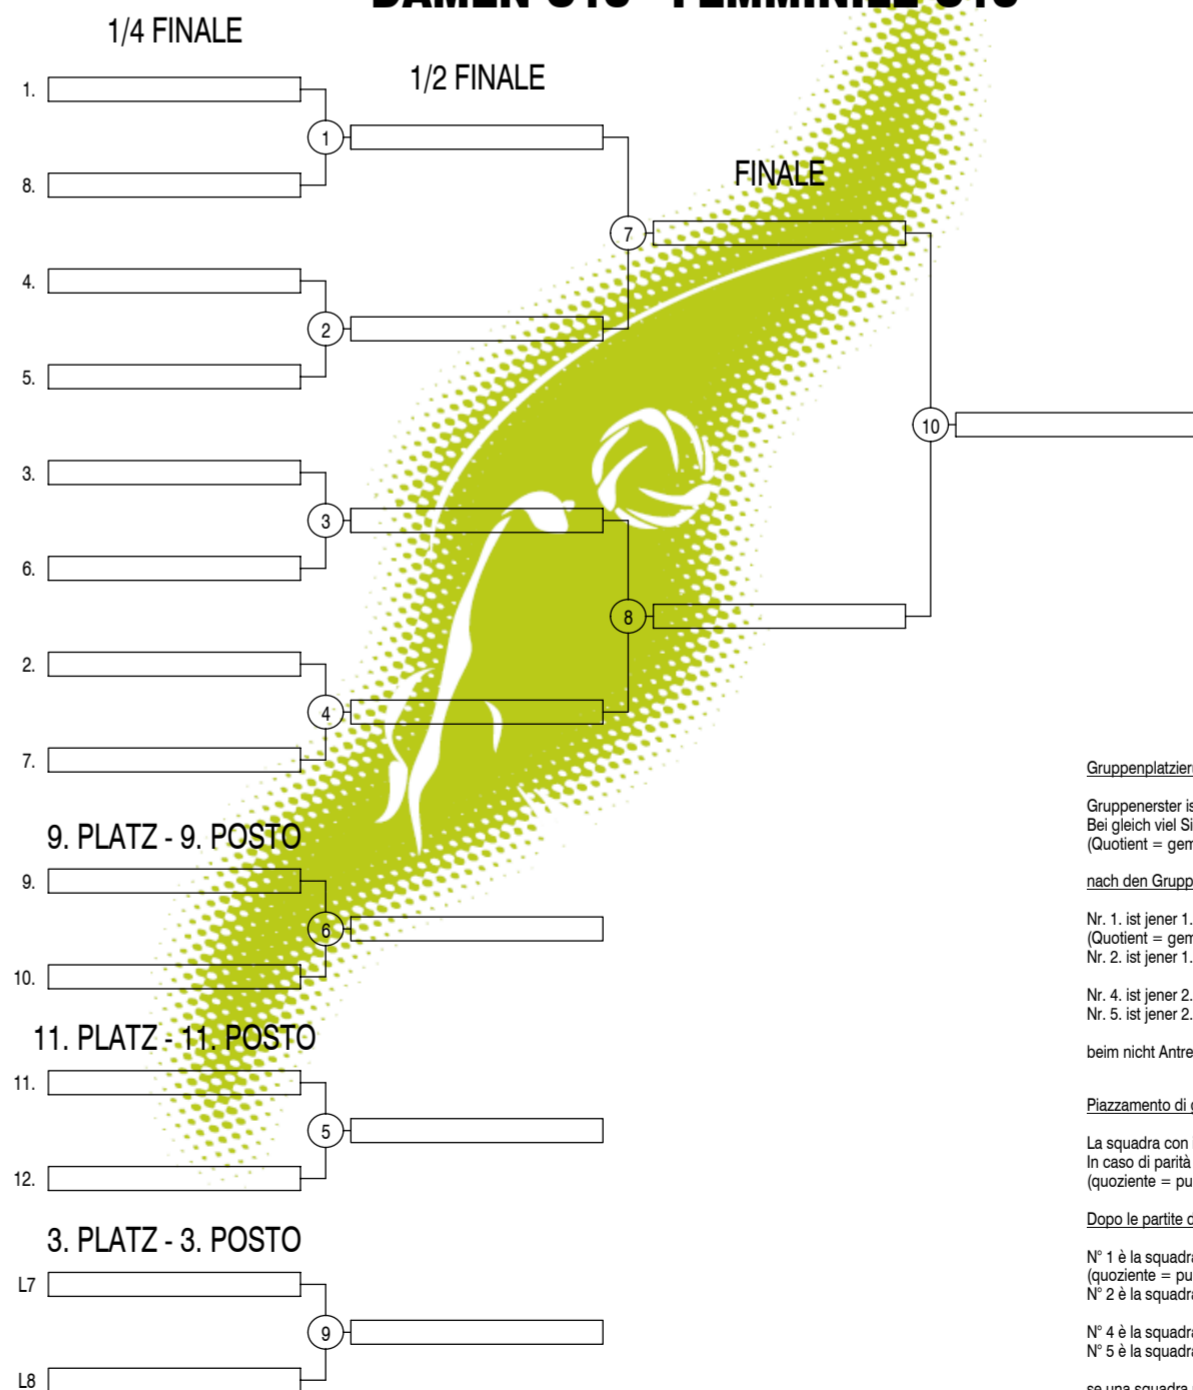 1/4 FINALE
1/2 FINALE
FINALE
1.
1
8.
7
4.
2
5.
10
3.
3
6.
8
2.
4
7.
9. PLATZ - 9. POSTO
9.
6
10.
11. PLATZ - 11. POSTO
11.
5
12.
3. PLATZ - 3. POSTO
L7
9
L8
Gruppenerster is
Bei gleich viel Si
(Quotient = gem
nach den Grupp
Nr. 1. ist jener 1.
(Quotient = gem
Nr. 2. ist jener 1.
Nr. 4. ist jener 2.
Nr. 5. ist jener 2.
beim nicht Antre
Piazzamento di g
La squadra con
In caso di parità
(quoziente = pu
Dopo le partite d
N° 1 è la squadra
(quoziente = pu
N° 2 è la squadra
N° 4 è la squadra
N° 5 è la squadra